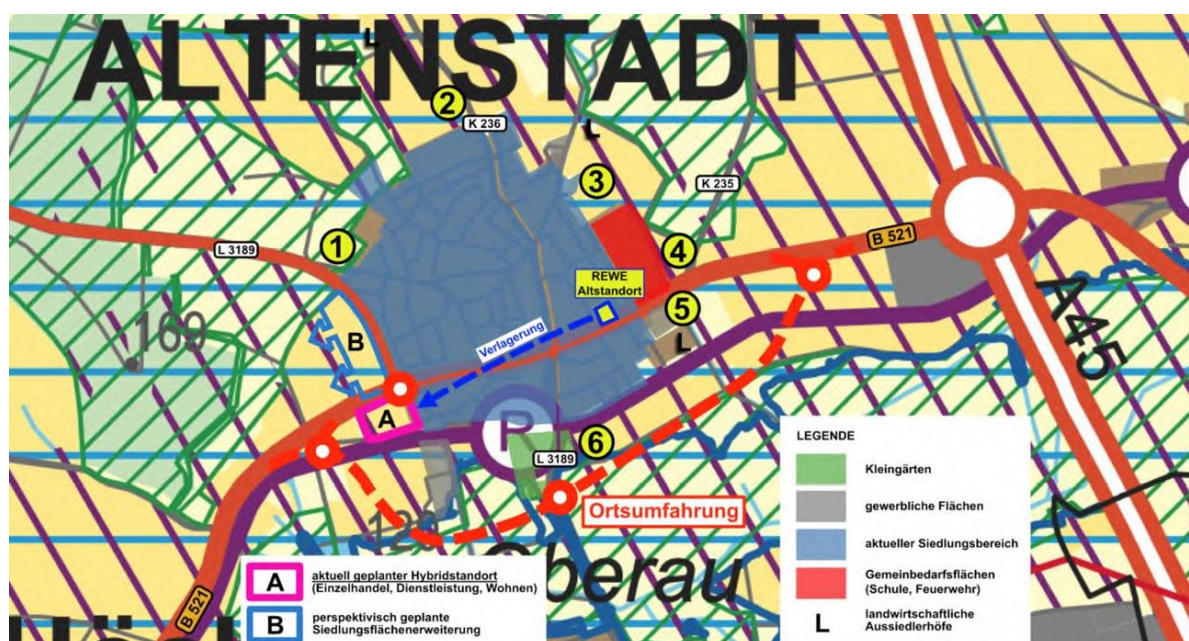 ALTENSTADT
L
2
K 236
L
3
K 235
1
L 3189
4
B 521
REWE
Altstandort
5
169
B
Verlagerung
L
A45
A
P
6
L 3189
Ortsumfahrung
120
Oberau
B 521
A
aktuell geplanter Hybridstandort
(Einzelhandel, Dienstleistung, Wohnen)
B
perspektivisch geplante
Siedlungsflächenerweiterung
LEGENDE
Kleingärten
gewerbliche Flächen
aktueller Siedlungsbereich
Gemeinbedarfsflächen
(Schule, Feuerwehr)
L
landwirtschaftliche
Aussiedlerhöfe